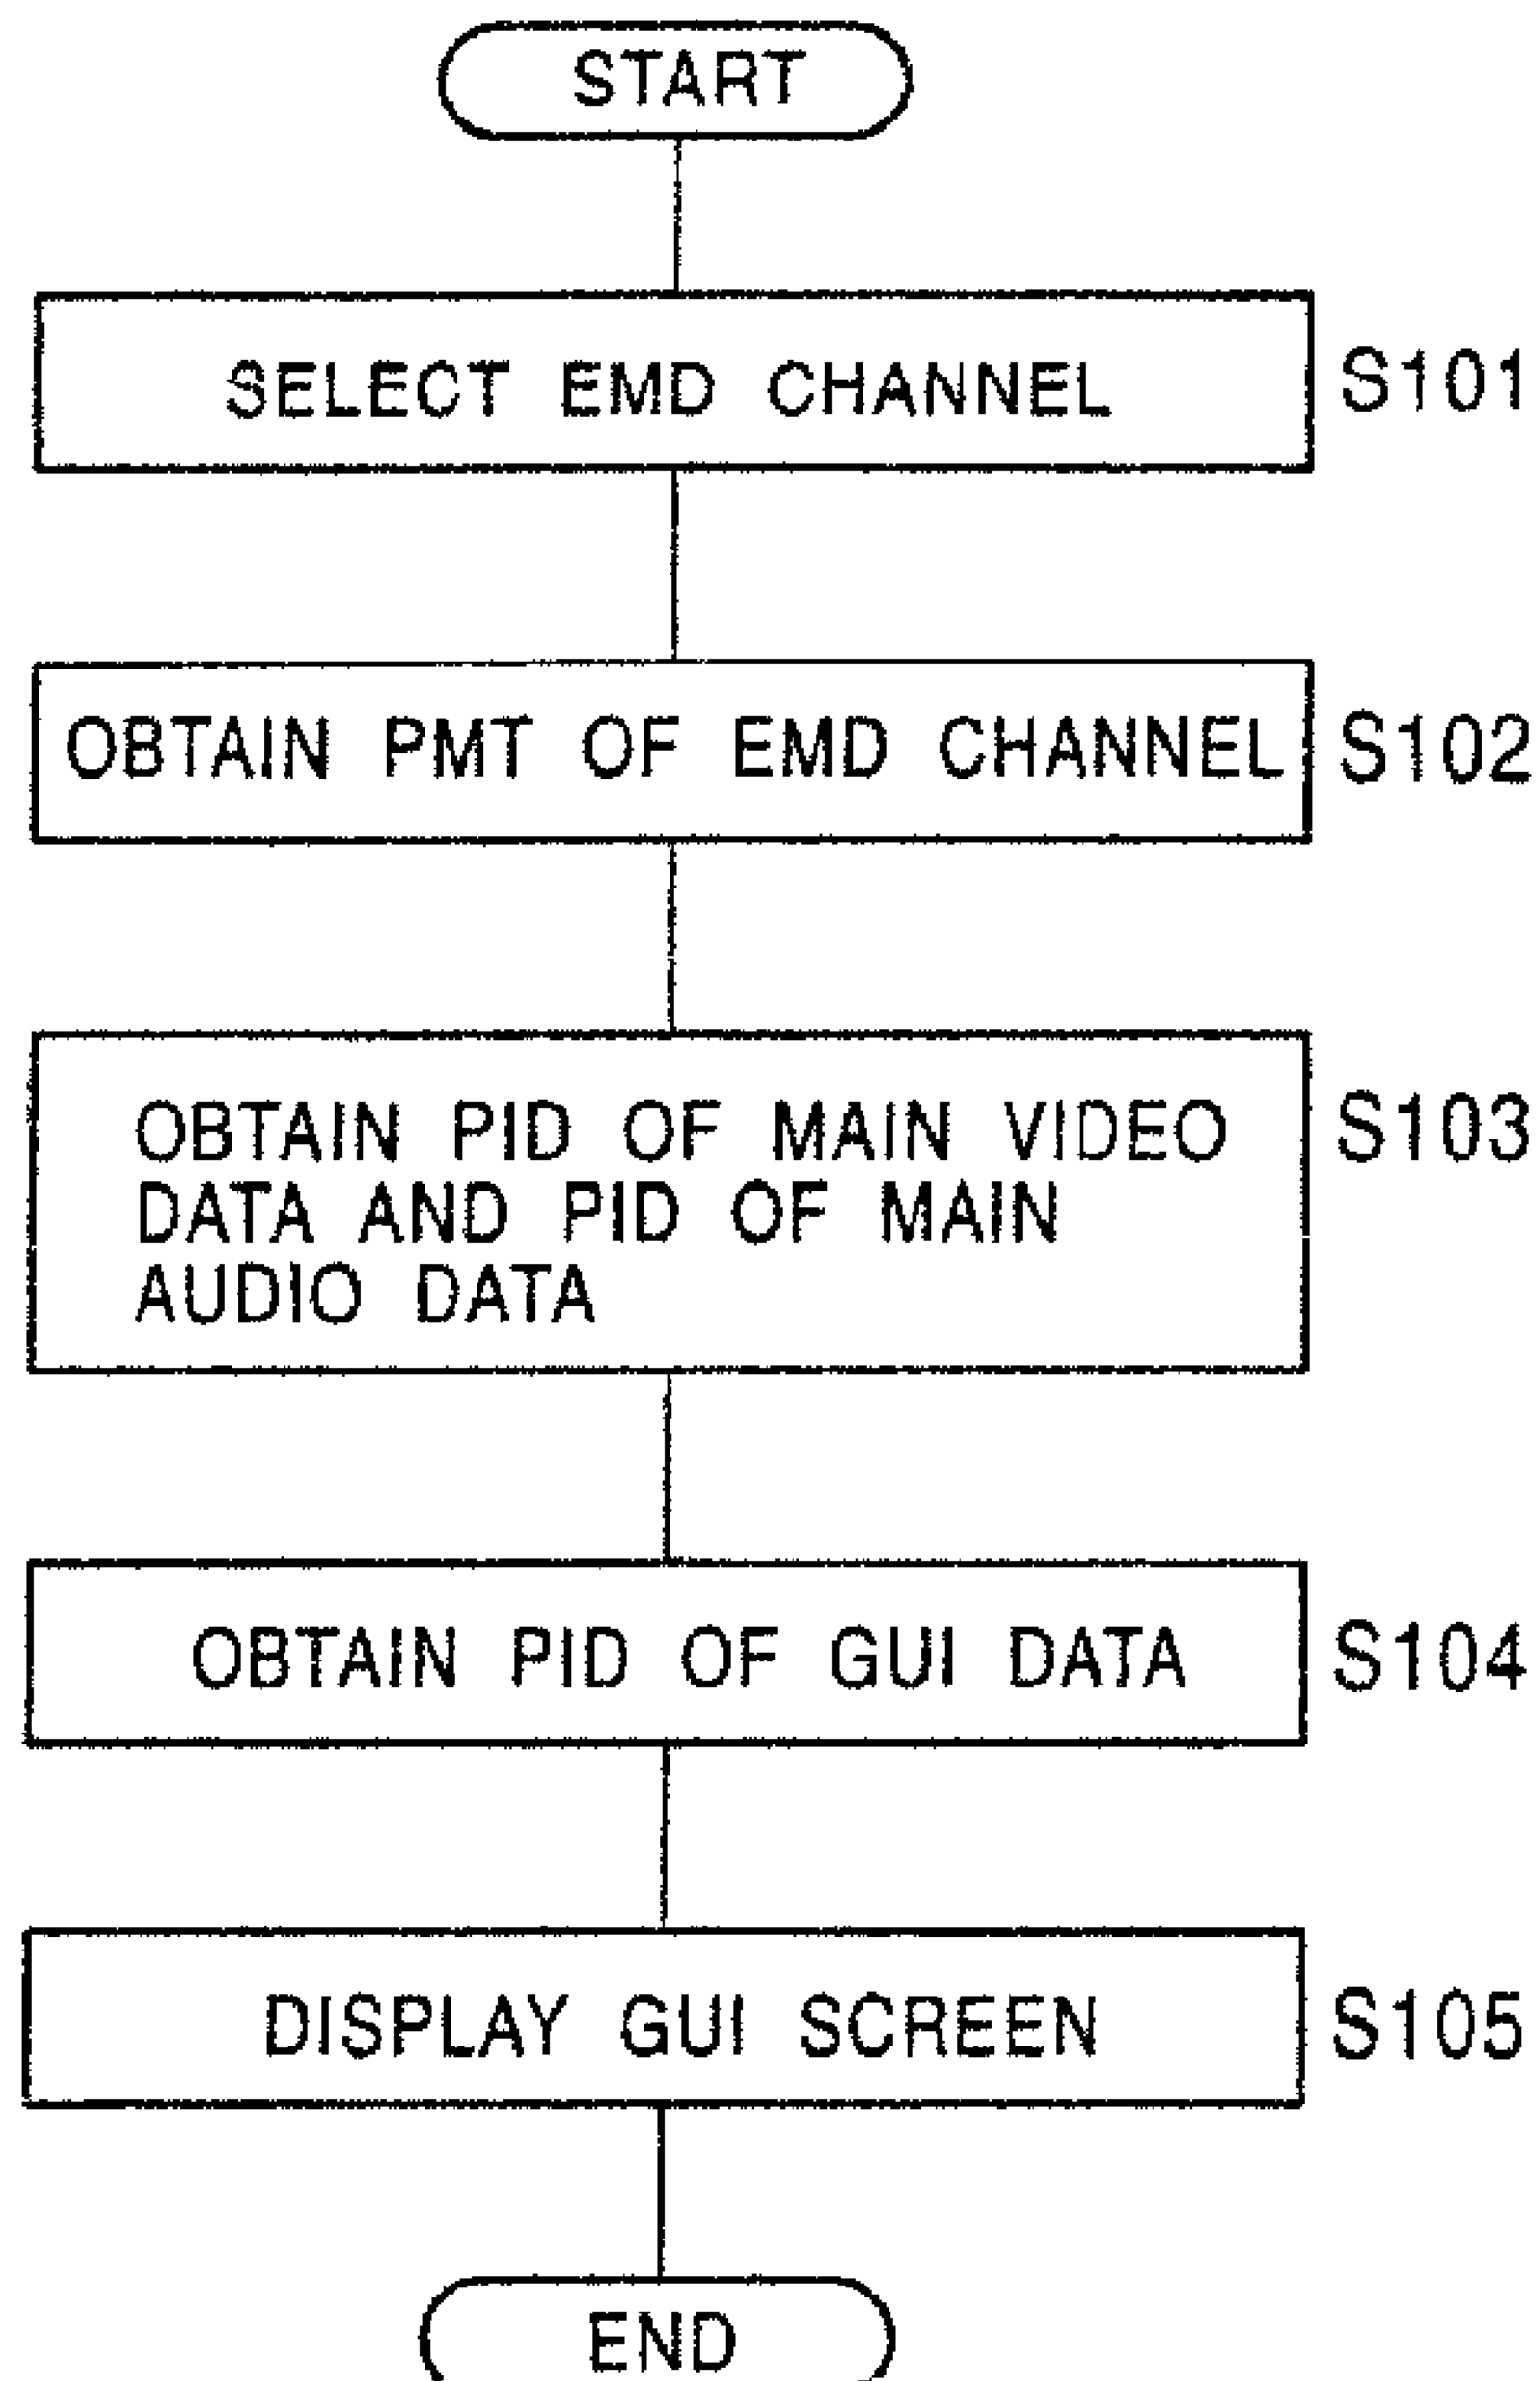 START
SELECT EMD CHANNEL
S101
OBTAIN PMT OF EMD CHANNEL
S102
OBTAIN PID OF MAIN VIDEO
DATA AND PID OF MAIN
AUDIO DATA
S103
OBTAIN PID OF GUI DATA
S104
DISPLAY GUI SCREEN
S105
END